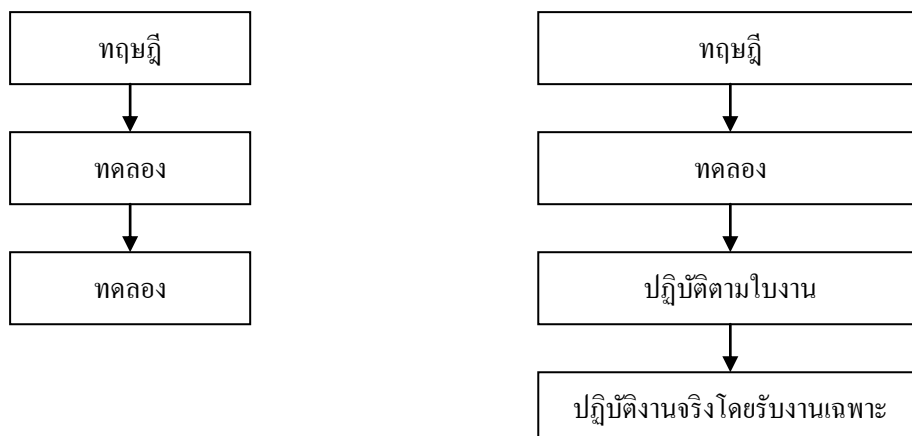 ทฤษฎี
ทดลอง
ทดลอง
ทฤษฎี
ทดลอง
ปฏิบัติตามใบงาน
ปฏิบัติงานจริงโดยรับงานเฉพาะ